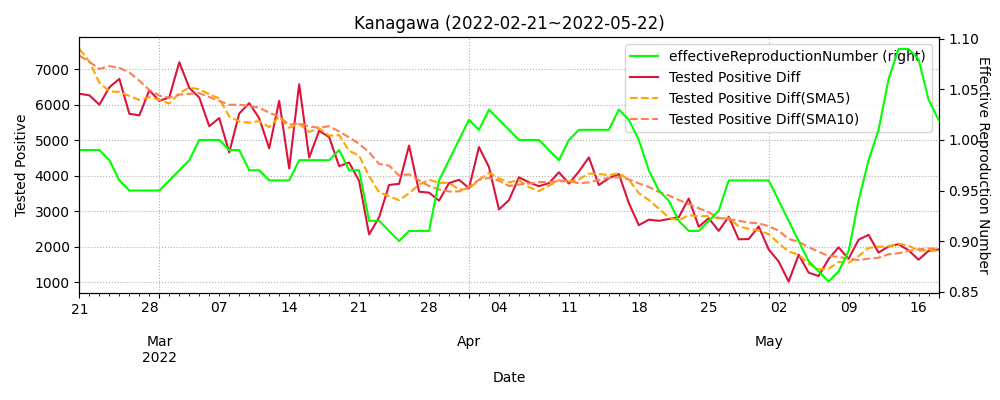 Kanagawa (2022-02-21~2022-05-22)
effectiveReproductionNumber (right)
Tested Positive Diff
Tested Positive Diff(SMA5)
Tested Positive Diff(SMA10)
Tested Positive
7000
6000
5000
4000
3000
2000
1000
1.10
1.05
1.00
0.95
0.90
0.85
Effective Reproduction Number
21 28 07 14 21 28 04 11 18 25 02 09 16
Mar Apr May
2022
Date